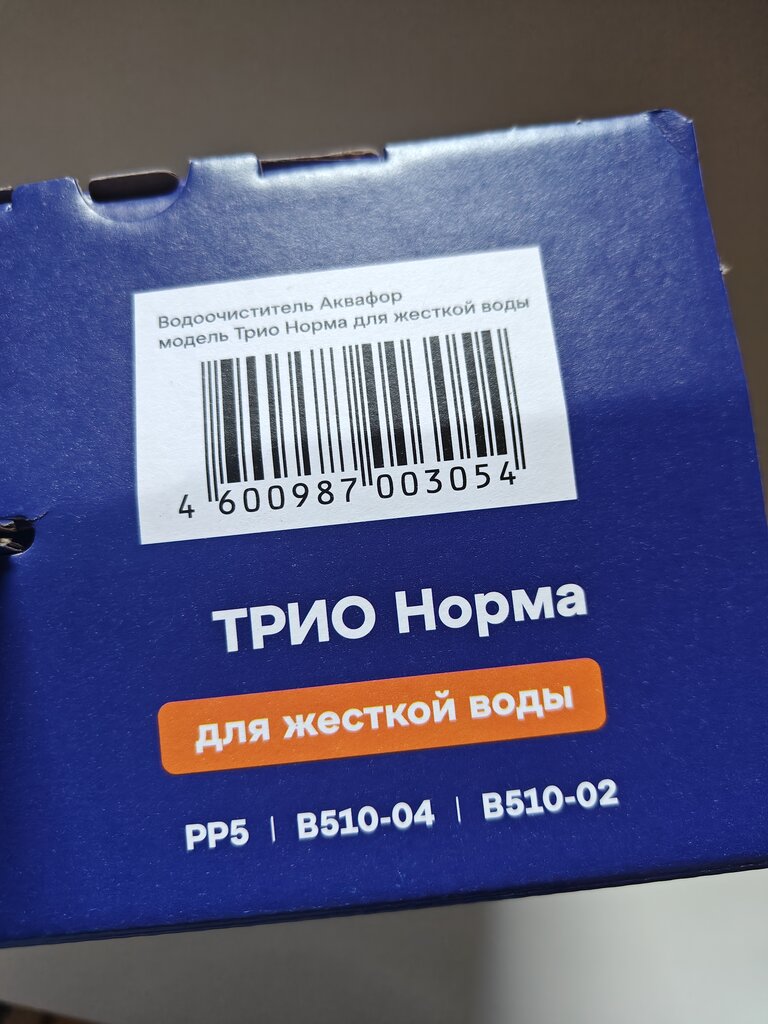 Водоочиститель Аквафор
модель Трио Норма для жесткой воды
4 600987 003054
ТРИО Норма
для жесткой воды
PP5 | B510-04 | B510-02